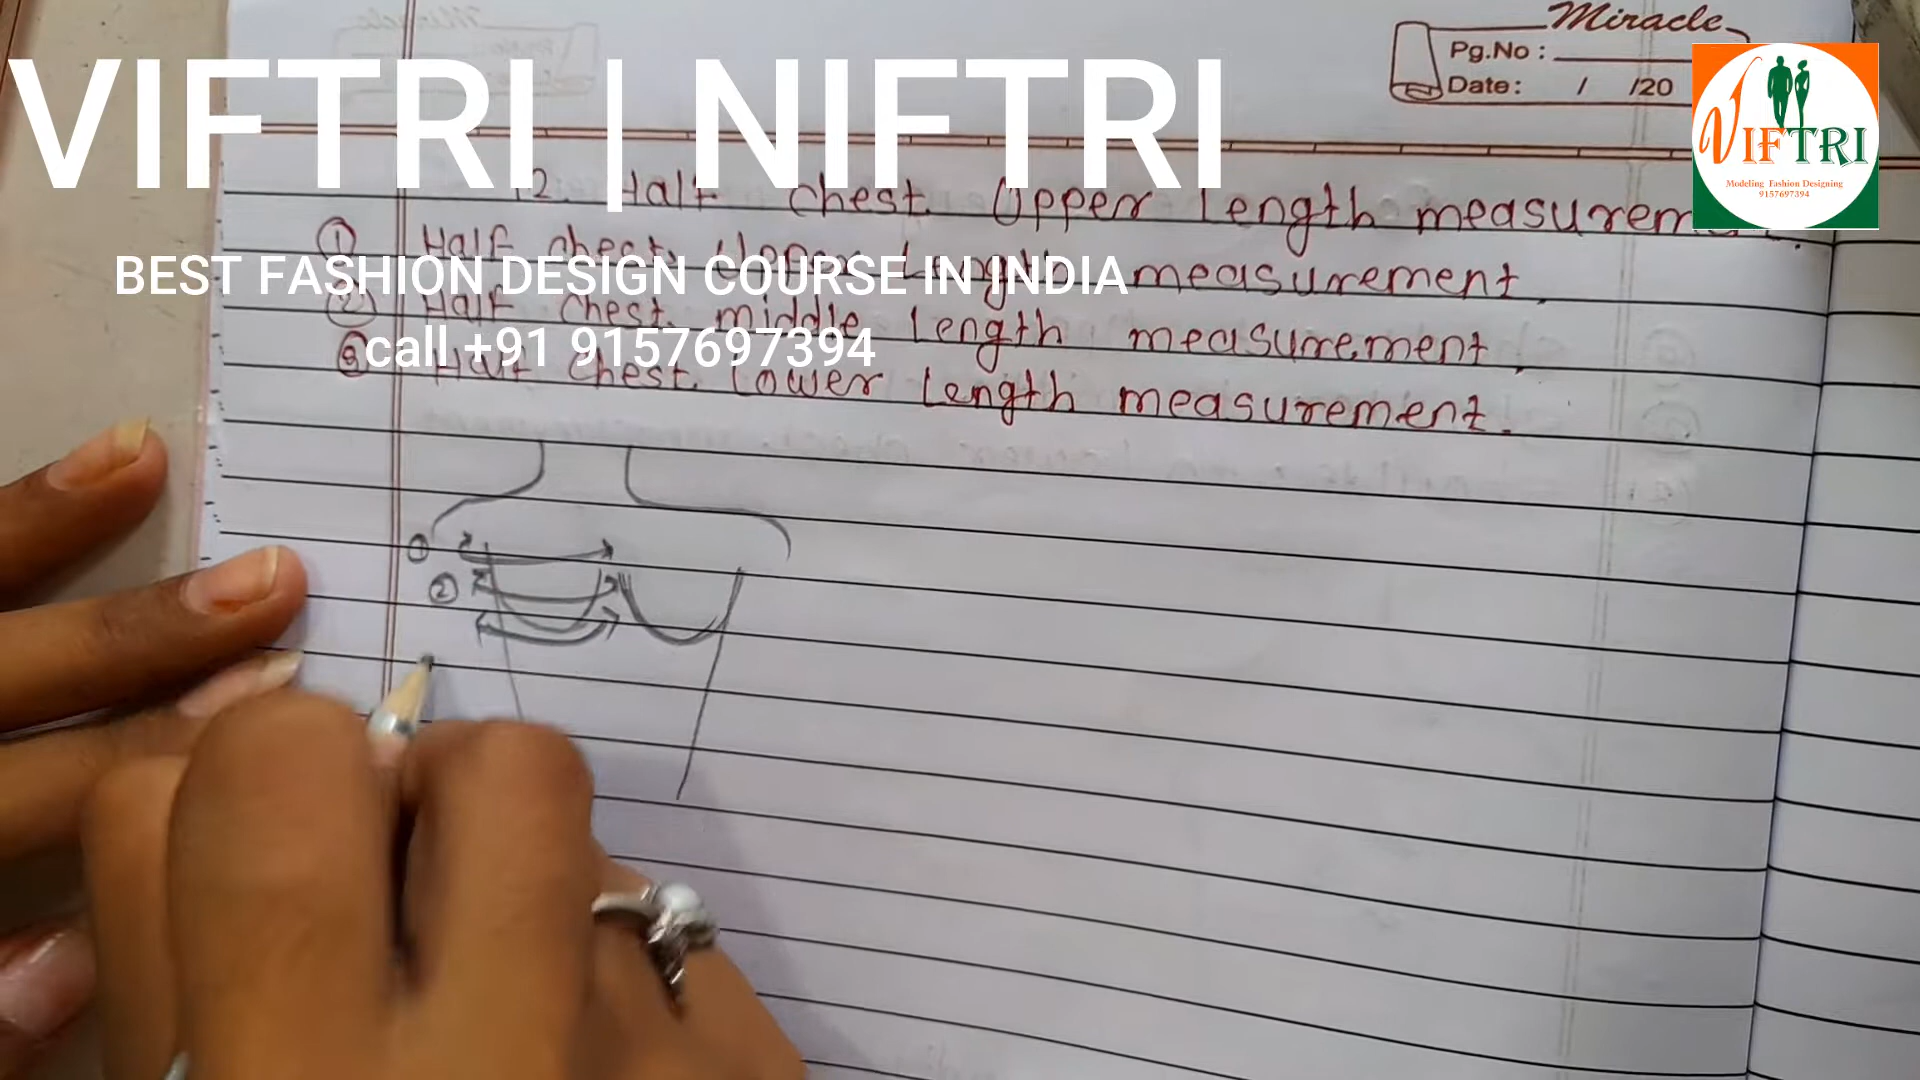 Miracle
Pg.No :
Date: / /20
VIFTRI | NIFTRI
VIFTRI
Modeling Fashion Designing
9157697394
12. Half chest Upper Length measurem
① Half chest Upper Length measurement.
BEST FASHION DESIGN COURSE IN INDIA
② Half chest middle Length measurement.
call +91 9157697394
③ Half chest Lower Length measurement.
①
②